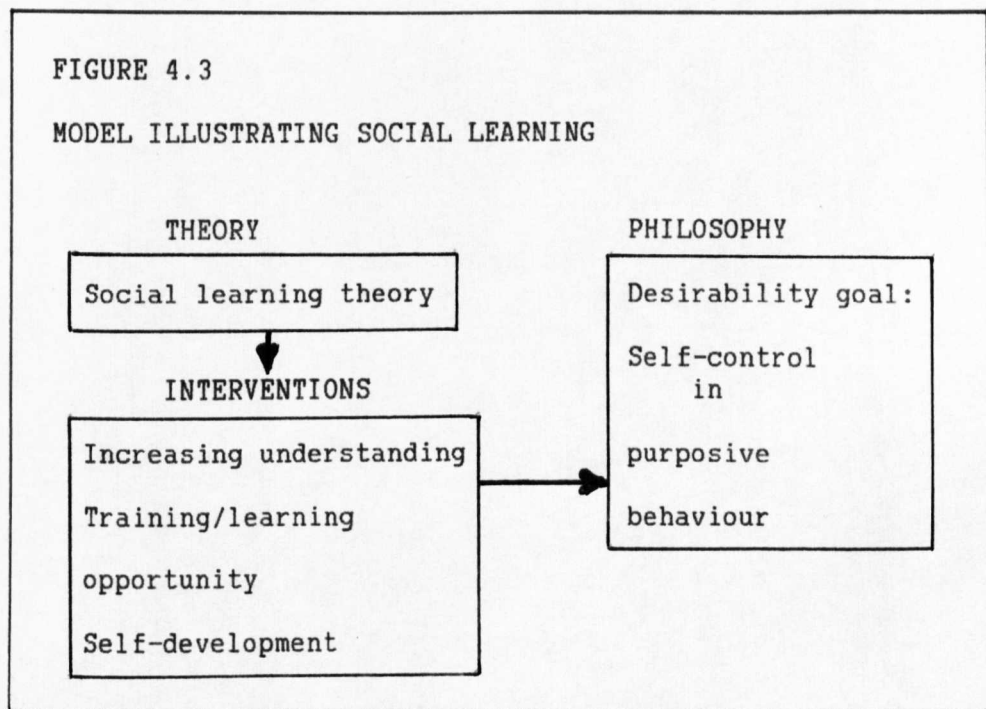 FIGURE 4.3
MODEL ILLUSTRATING SOCIAL LEARNING
THEORY
Social learning theory
INTERVENTIONS
Increasing understanding
Training/learning
opportunity
Self-development
PHILOSOPHY
Desirability goal:
Self-control
in
purposive
behaviour